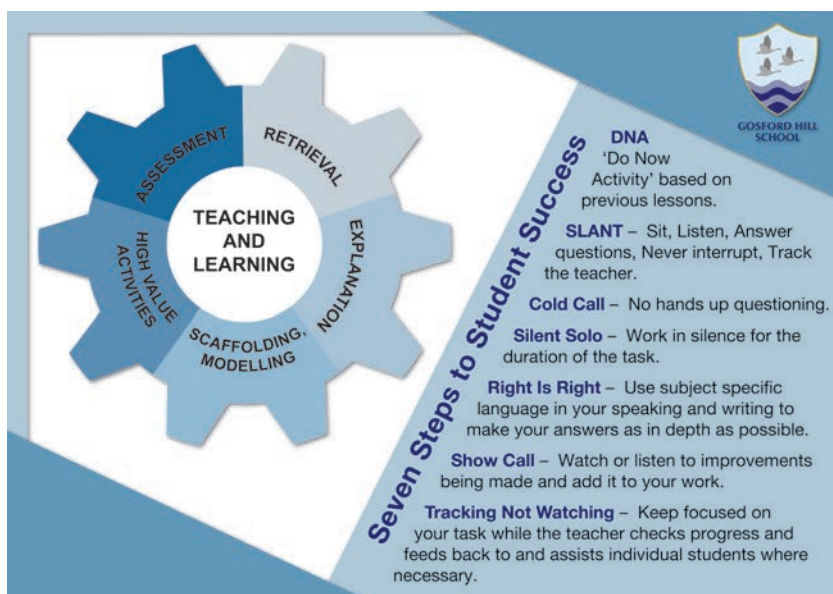 GOSFORD HILL
SCHOOL
ASSESSMENT
RETRIEVAL
EXPLANATION
SCAFFOLDING,
MODELLING
HIGH VALUE
ACTIVITIES
TEACHING
AND
LEARNING
Seven Steps to Student Success
DNA
‘Do Now
Activity’ based on
previous lessons.
SLANT – Sit, Listen, Answer
questions, Never interrupt, Track
the teacher.
Cold Call – No hands up questioning.
Silent Solo – Work in silence for the
duration of the task.
Right Is Right – Use subject specific
language in your speaking and writing to
make your answers as in depth as possible.
Show Call – Watch or listen to improvements
being made and add it to your work.
Tracking Not Watching – Keep focused on
your task while the teacher checks progress and
feeds back to and assists individual students where
necessary.